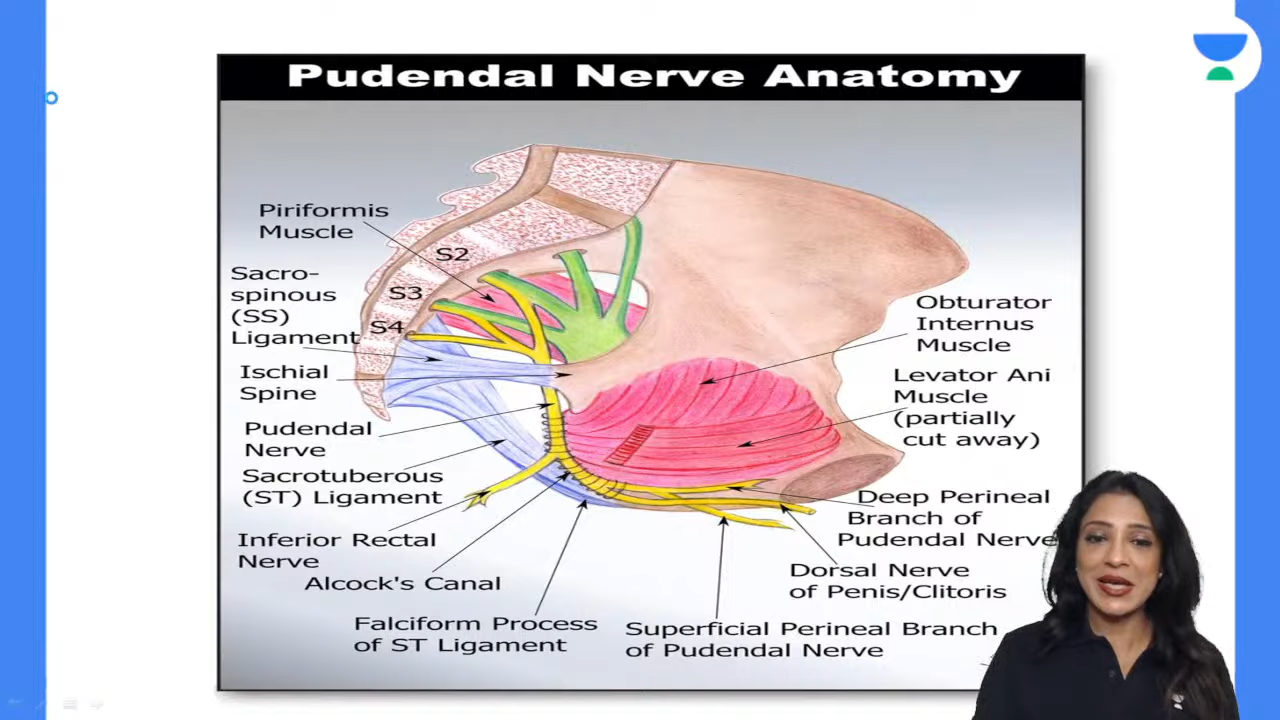 Pudendal Nerve Anatomy
Piriformis
Muscle
S2
Sacro-
spinous
(SS)
Ligament
S3
S4
Ischial
Spine
Pudendal
Nerve
Sacrotuberous
(ST) Ligament
Inferior Rectal
Nerve
Alcock's Canal
Falciform Process
of ST Ligament
Superficial Perineal Branch
of Pudendal Nerve
Obturator
Internus
Muscle
Levator Ani
Muscle
(partially
cut away)
Deep Perineal
Branch of
Pudendal Nerve
Dorsal Nerve
of Penis/Clitoris